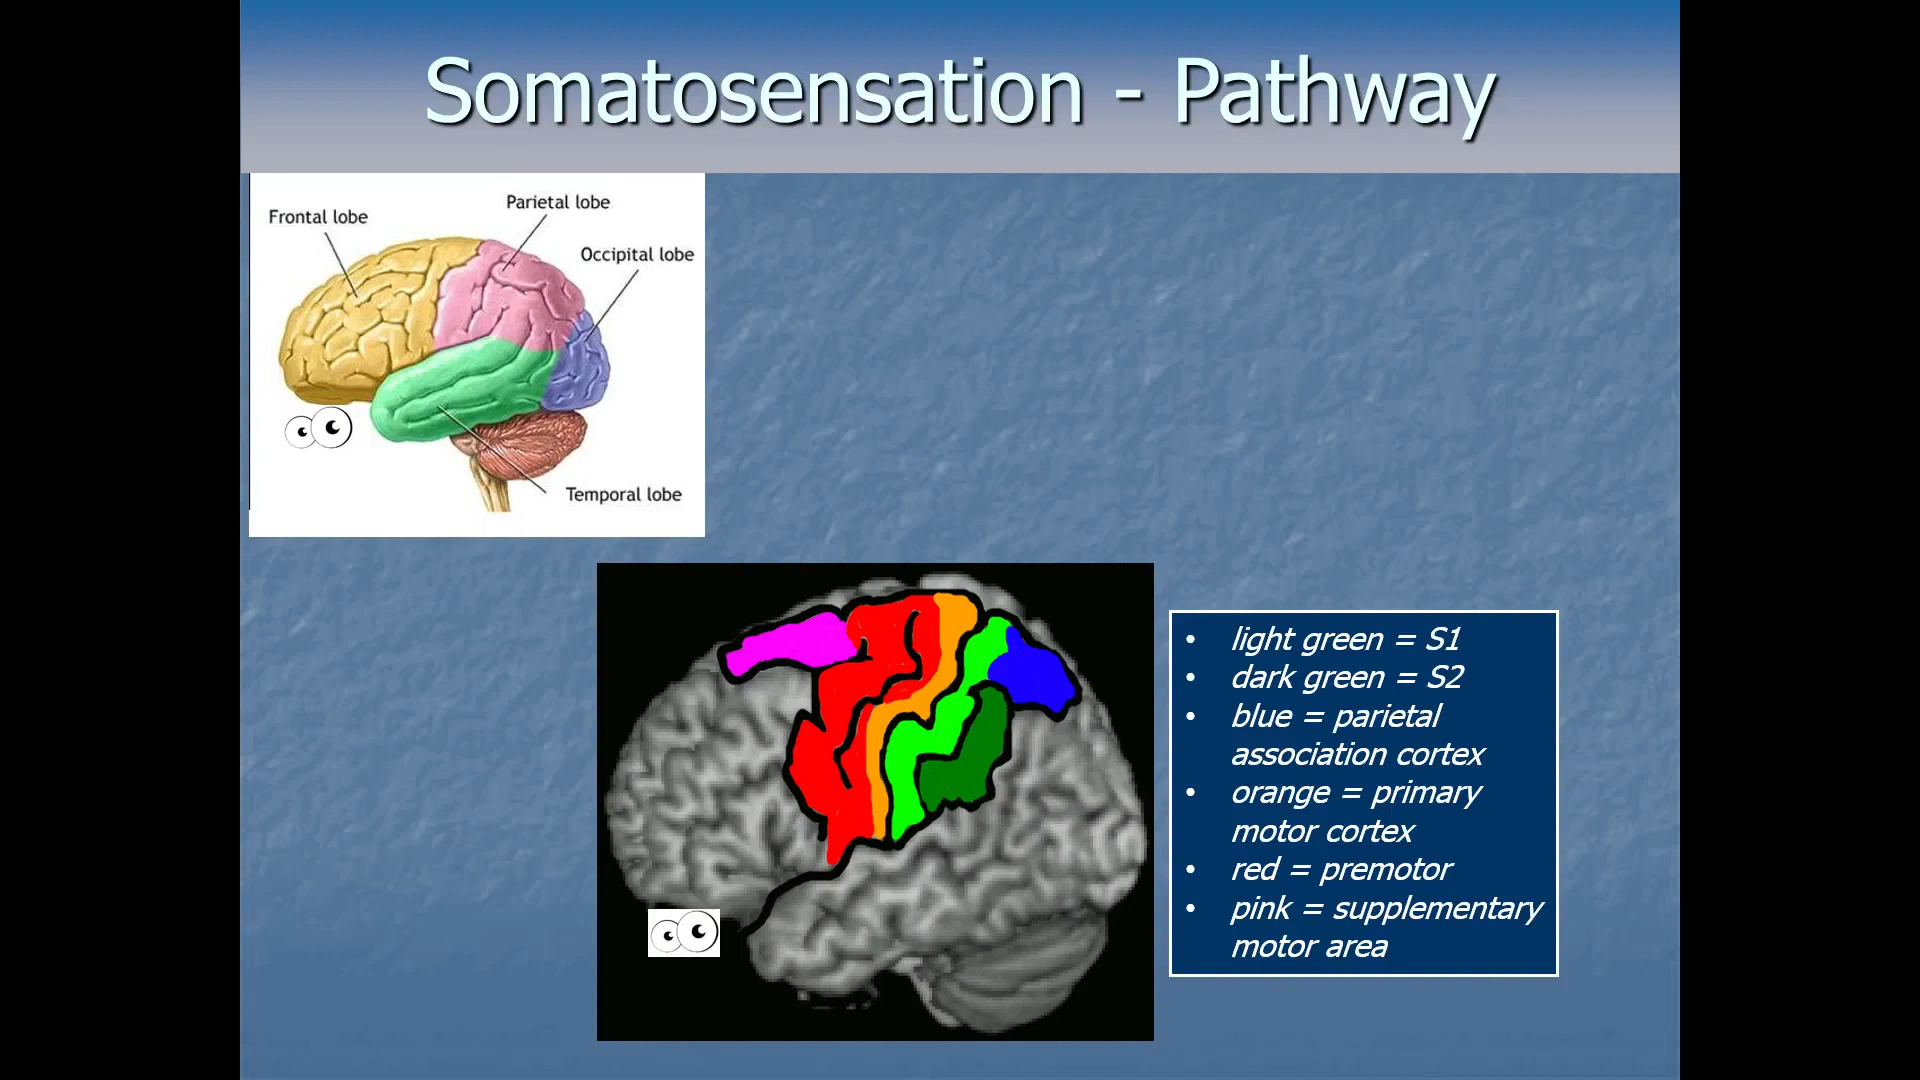 Somatosensation - Pathway
Frontal lobe
Parietal lobe
Occipital lobe
Temporal lobe
• light green = S1
• dark green = S2
• blue = parietal
association cortex
• orange = primary
motor cortex
• red = premotor
• pink = supplementary
motor area